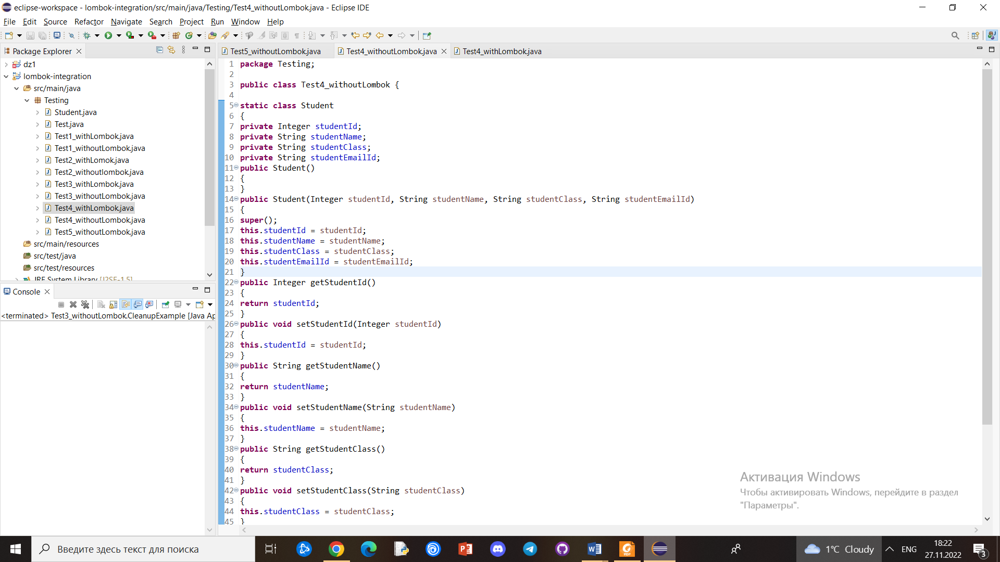 eclipse-workspace - lombok-integration/src/main/java/Testing/Test4_withoutLombok.java - Eclipse IDE
File Edit Source Refactor Navigate Search Project Run Window Help
Package Explorer
dz1
lombok-integration
src/main/java
Testing
Student.java
Test.java
Test1_withLombok.java
Test1_withoutLombok.java
Test2_withLomok.java
Test2_withoutlombok.java
Test3_withLombok.java
Test3_withoutLombok.java
Test4_withLombok.java
Test4_withoutLombok.java
Test5_withoutLombok.java
src/main/resources
src/test/java
src/test/resources
JRE System Library [J2SE-1.5]
Console
<terminated> Test3_withoutLombok.CleanupExample [Java Ap
Test5_withoutLombok.java Test4_withoutLombok.java Test4_withLombok.java
1 package Testing;
2
3 public class Test4_withoutLombok {
4
5 static class Student
6 {
7 private Integer studentId;
8 private String studentName;
9 private String studentClass;
10 private String studentEmailId;
11 public Student()
12 {
13 }
14 public Student(Integer studentId, String studentName, String studentClass, String studentEmailId)
15 {
16 super();
17 this.studentId = studentId;
18 this.studentName = studentName;
19 this.studentClass = studentClass;
20 this.studentEmailId = studentEmailId;
21 }
22 public Integer getStudentId()
23 {
24 return studentId;
25 }
26 public void setStudentId(Integer studentId)
27 {
28 this.studentId = studentId;
29 }
30 public String getStudentName()
31 {
32 return studentName;
33 }
34 public void setStudentName(String studentName)
35 {
36 this.studentName = studentName;
37 }
38 public String getStudentClass()
39 {
40 return studentClass;
41 }
42 public void setStudentClass(String studentClass)
43 {
44 this.studentClass = studentClass;
45 }
Активация Windows
Чтобы активировать Windows, перейдите в раздел
"Параметры".
Введите здесь текст для поиска
1°C Cloudy
ENG
18:22
27.11.2022
3